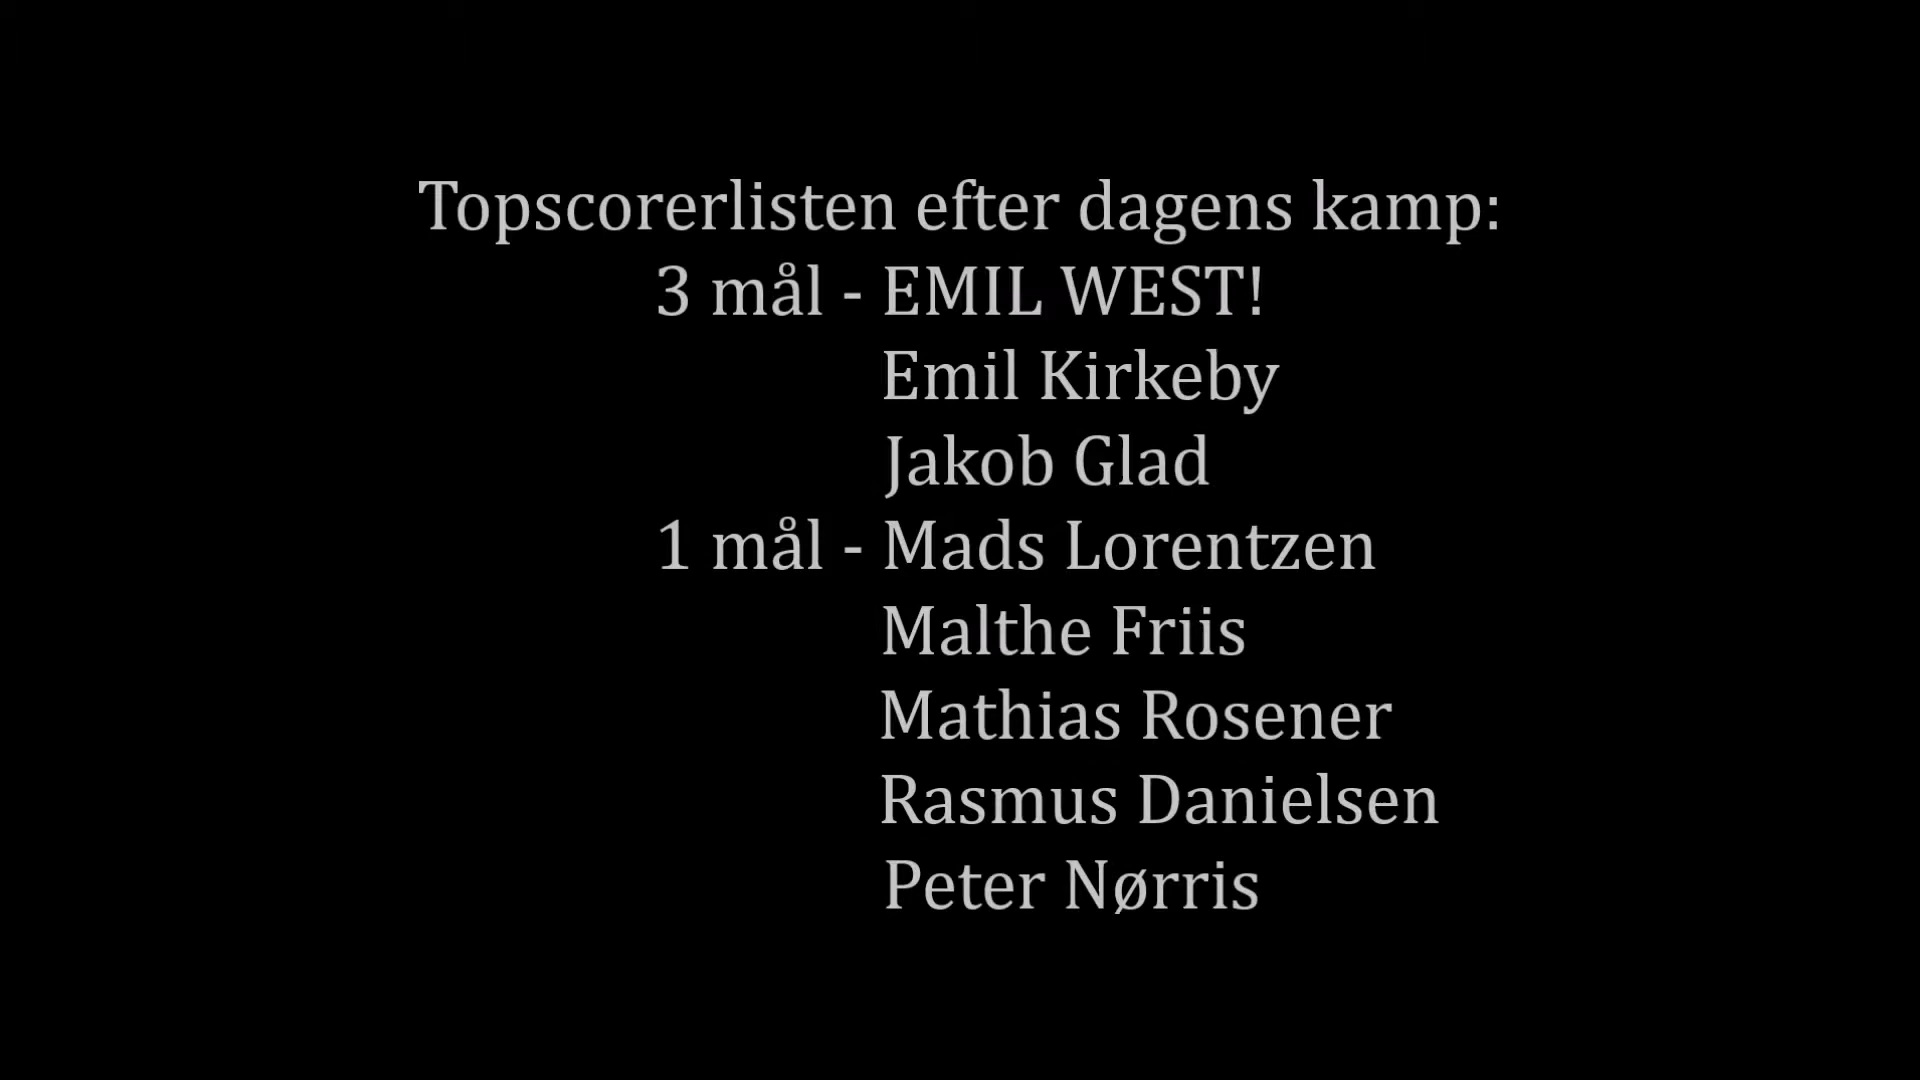 Topscorerlisten efter dagens kamp:
3 mål - EMIL WEST!
Emil Kirkeby
Jakob Glad
1 mål - Mads Lorentzen
Malthe Friis
Mathias Rosener
Rasmus Danielsen
Peter Nørris